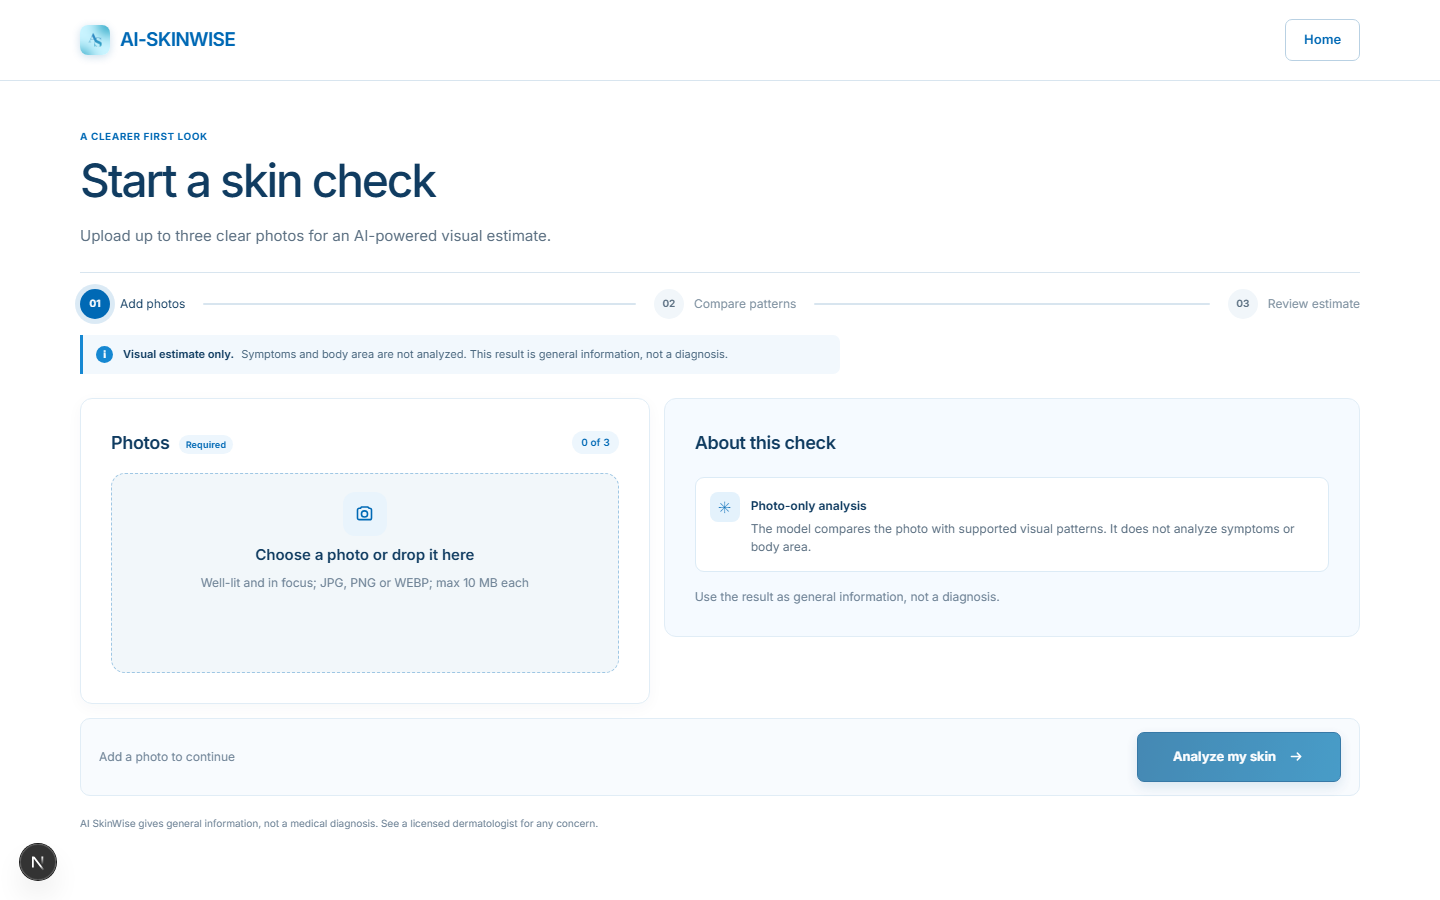 AI-SKINWISE
Home
A CLEARER FIRST LOOK
Start a skin check
Upload up to three clear photos for an AI-powered visual estimate.
01 Add photos
02 Compare patterns
03 Review estimate
i Visual estimate only. Symptoms and body area are not analyzed. This result is general information, not a diagnosis.
Photos Required 0 of 3
Choose a photo or drop it here
Well-lit and in focus; JPG, PNG or WEBP; max 10 MB each
About this check
Photo-only analysis
The model compares the photo with supported visual patterns. It does not analyze symptoms or
body area.
Use the result as general information, not a diagnosis.
Add a photo to continue
Analyze my skin →
AI SkinWise gives general information, not a medical diagnosis. See a licensed dermatologist for any concern.
N